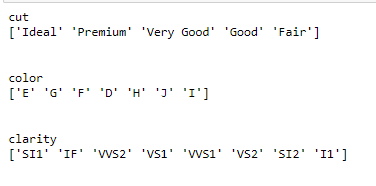 cut
['Ideal' 'Premium' 'Very Good' 'Good' 'Fair']
color
['E' 'G' 'F' 'D' 'H' 'J' 'I']
clarity
['SI1' 'IF' 'VVS2' 'VS1' 'VVS1' 'VS2' 'SI2' 'I1']